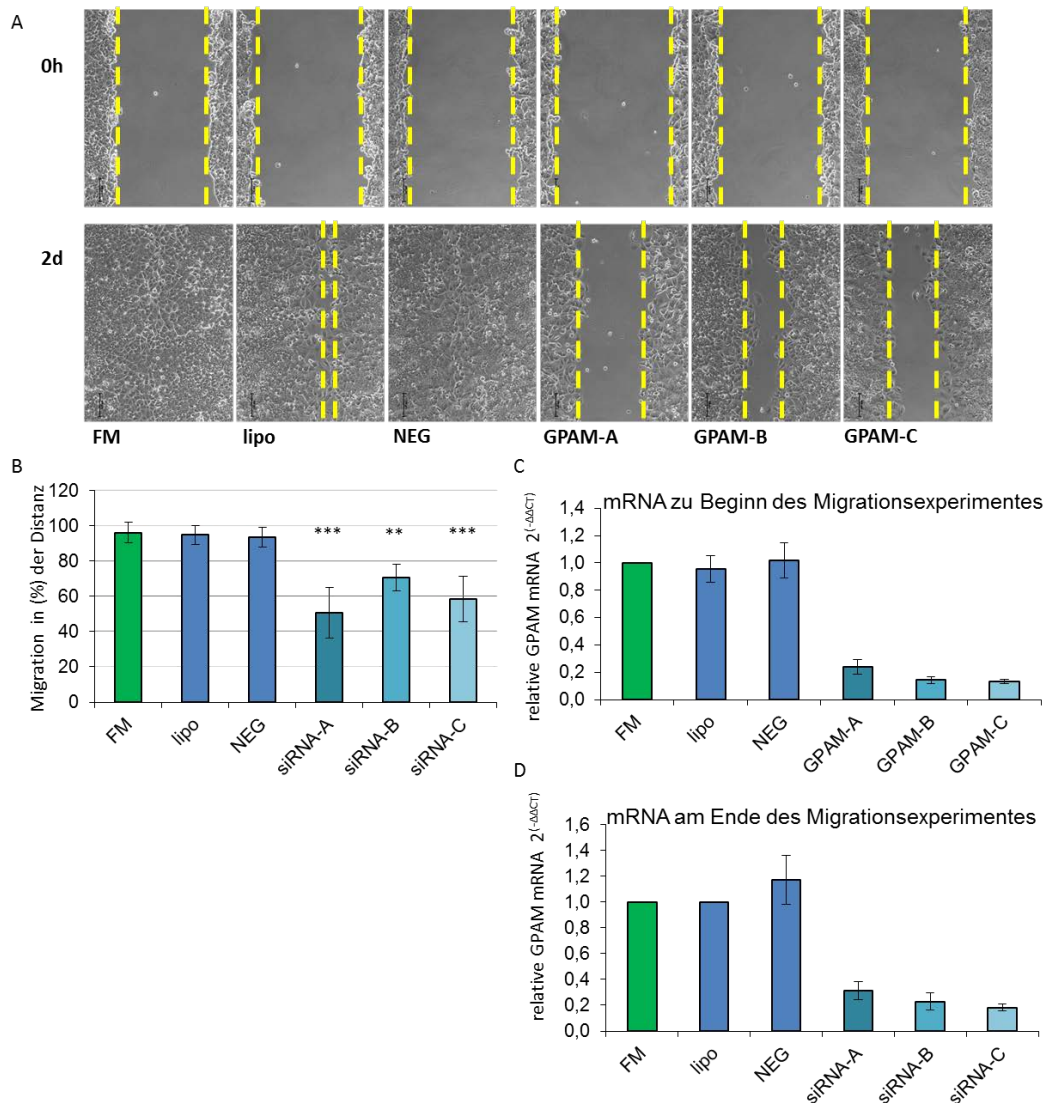 A
0h
2d
FM lipo NEG GPAM-A GPAM-B GPAM-C
B
Migration in (%) der Distanz
120
100
80
60
40
20
0
*** ** ***
FM lipo NEG siRNA-A siRNA-B siRNA-C
C
mRNA zu Beginn des Migrationsexperimentes
relative GPAM mRNA 2(-ΔΔCT)
1,4
1,2
1,0
0,8
0,6
0,4
0,2
0,0
FM lipo NEG GPAM-A GPAM-B GPAM-C
D
mRNA am Ende des Migrationsexperimentes
relative GPAM mRNA 2(-ΔΔCT)
1,6
1,4
1,2
1,0
0,8
0,6
0,4
0,2
0,0
FM lipo NEG siRNA-A siRNA-B siRNA-C